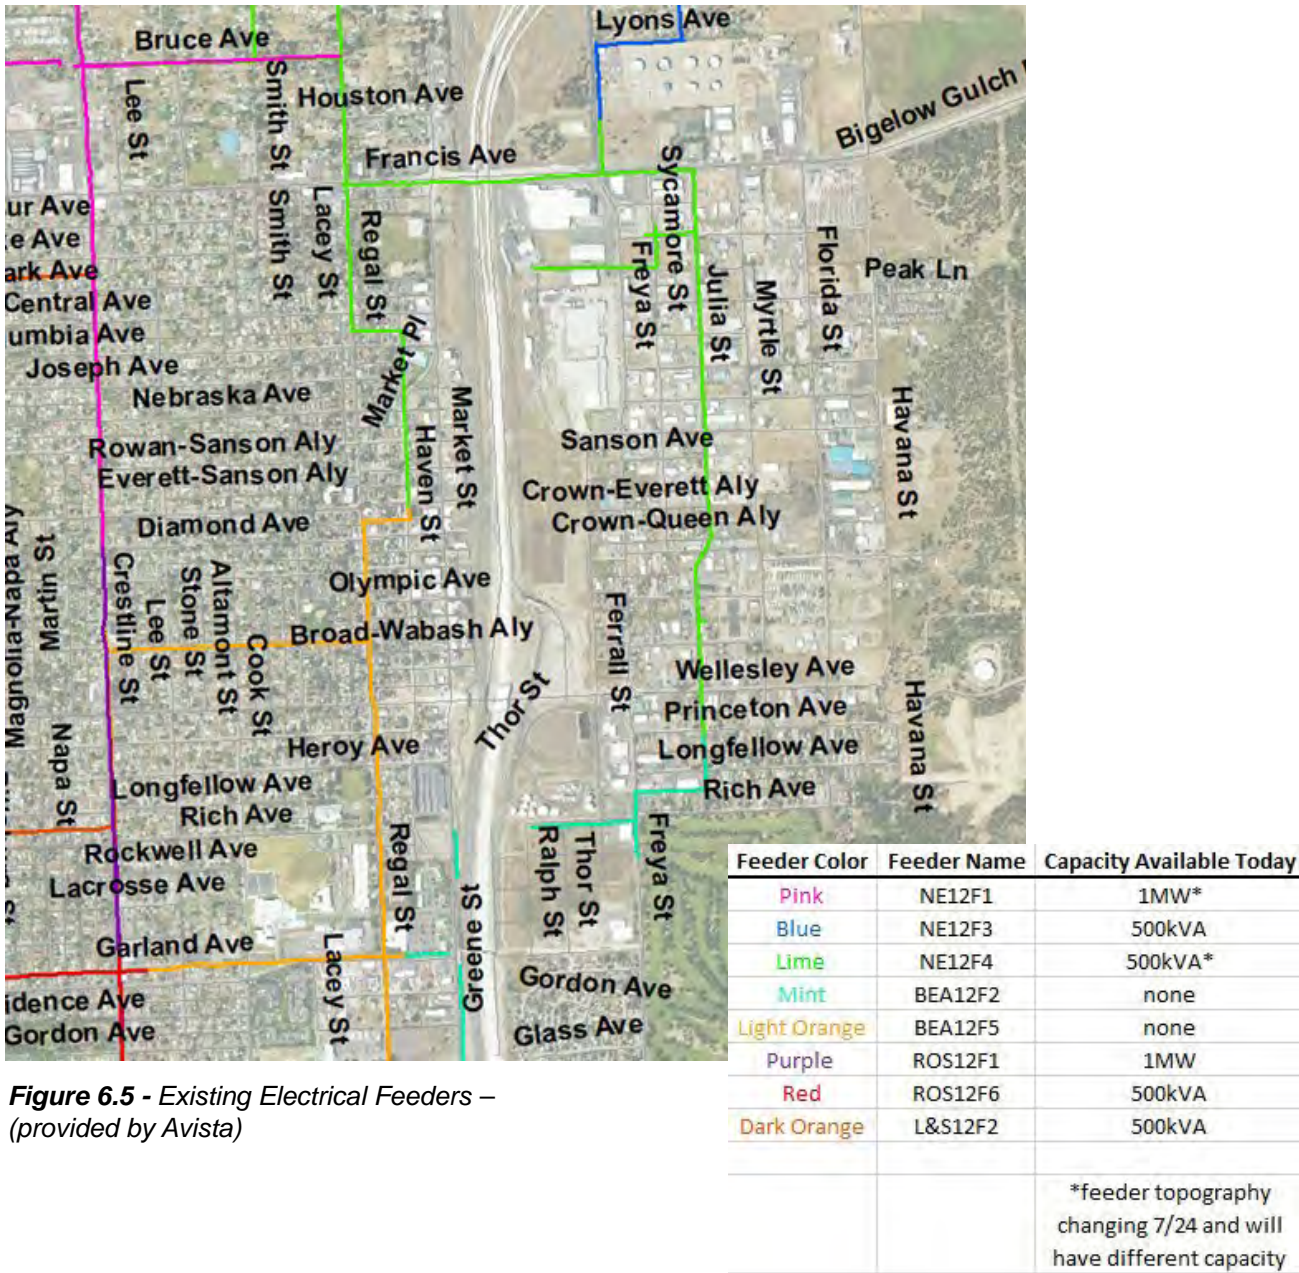 Lyons Ave
Bruce Ave
Lee St
Smith St
Houston Ave
Bigelow Gulch
Francis Ave
Sycamore St
ur Ave
e Ave
ark Ave
Central Ave
umbia Ave
Joseph Ave
Smith St
Lacey St
Regal St
Freya St
Julia St
Myrtle St
Florida St
Peak Ln
Market Pl
Nebraska Ave
Market St
Haven St
Havana St
Rowan-Sanson Aly
Everett-Sanson Aly
Sanson Ave
Crown-Everett Aly
Crown-Queen Aly
Diamond Ave
Magnolia-Napa Aly
Martin St
Crestline St
Lee St
Stone St
Altamont St
Cook St
Olympic Ave
Broad-Wabash Aly
Ferrall St
Thor St
Wellesley Ave
Princeton Ave
Longfellow Ave
Rich Ave
Havana St
Heroy Ave
Napa St
Longfellow Ave
Rich Ave
Rockwell Ave
Lacrosse Ave
Regal St
Greene St
Ralph St
Thor St
Freya St
Garland Ave
Lacey St
idence Ave
Gordon Ave
Gordon Ave
Glass Ave
Feeder Color Feeder Name Capacity Available Today
Pink NE12F1 1MW*
Blue NE12F3 500kVA
Lime NE12F4 500kVA*
Mint BEA12F2 none
Light Orange BEA12F5 none
Purple ROS12F1 1MW
Red ROS12F6 500kVA
Dark Orange L&S12F2 500kVA
*feeder topography
changing 7/24 and will
have different capacity
Figure 6.5 - Existing Electrical Feeders –
(provided by Avista)